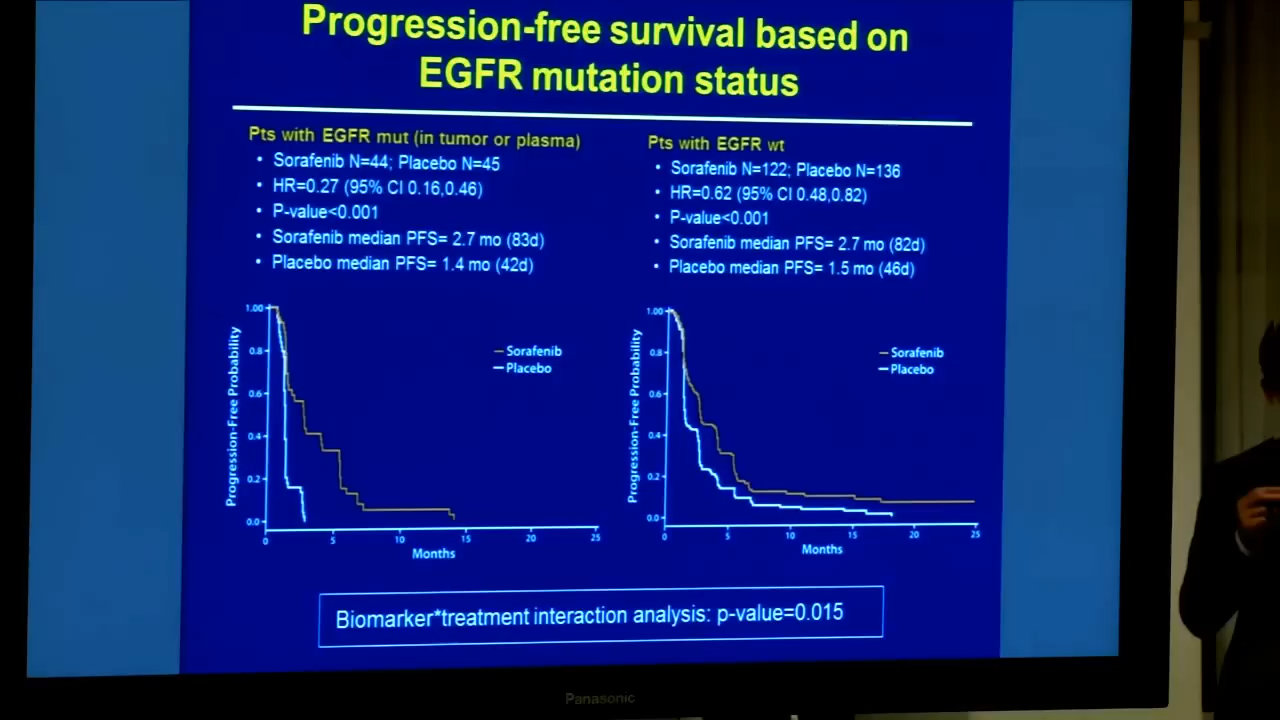 Progression-free survival based on
EGFR mutation status
Pts with EGFR mut (in tumor or plasma)
• Sorafenib N=44; Placebo N=45
• HR=0.27 (95% CI 0.16,0.46)
• P-value<0.001
• Sorafenib median PFS= 2.7 mo (83d)
• Placebo median PFS= 1.4 mo (42d)
Pts with EGFR wt
• Sorafenib N=122; Placebo N=136
• HR=0.62 (95% CI 0.48,0.82)
• P-value<0.001
• Sorafenib median PFS= 2.7 mo (82d)
• Placebo median PFS= 1.5 mo (46d)
Progression-Free Probability
1.00
0.8
0.6
0.4
0.2
0.0
Sorafenib
Placebo
0 5 10 15 20 25
Months
Progression-Free Probability
1.00
0.8
0.6
0.4
0.2
0.0
Sorafenib
Placebo
0 5 10 15 20 25
Months
Biomarker*treatment interaction analysis: p-value=0.015
Panasonic